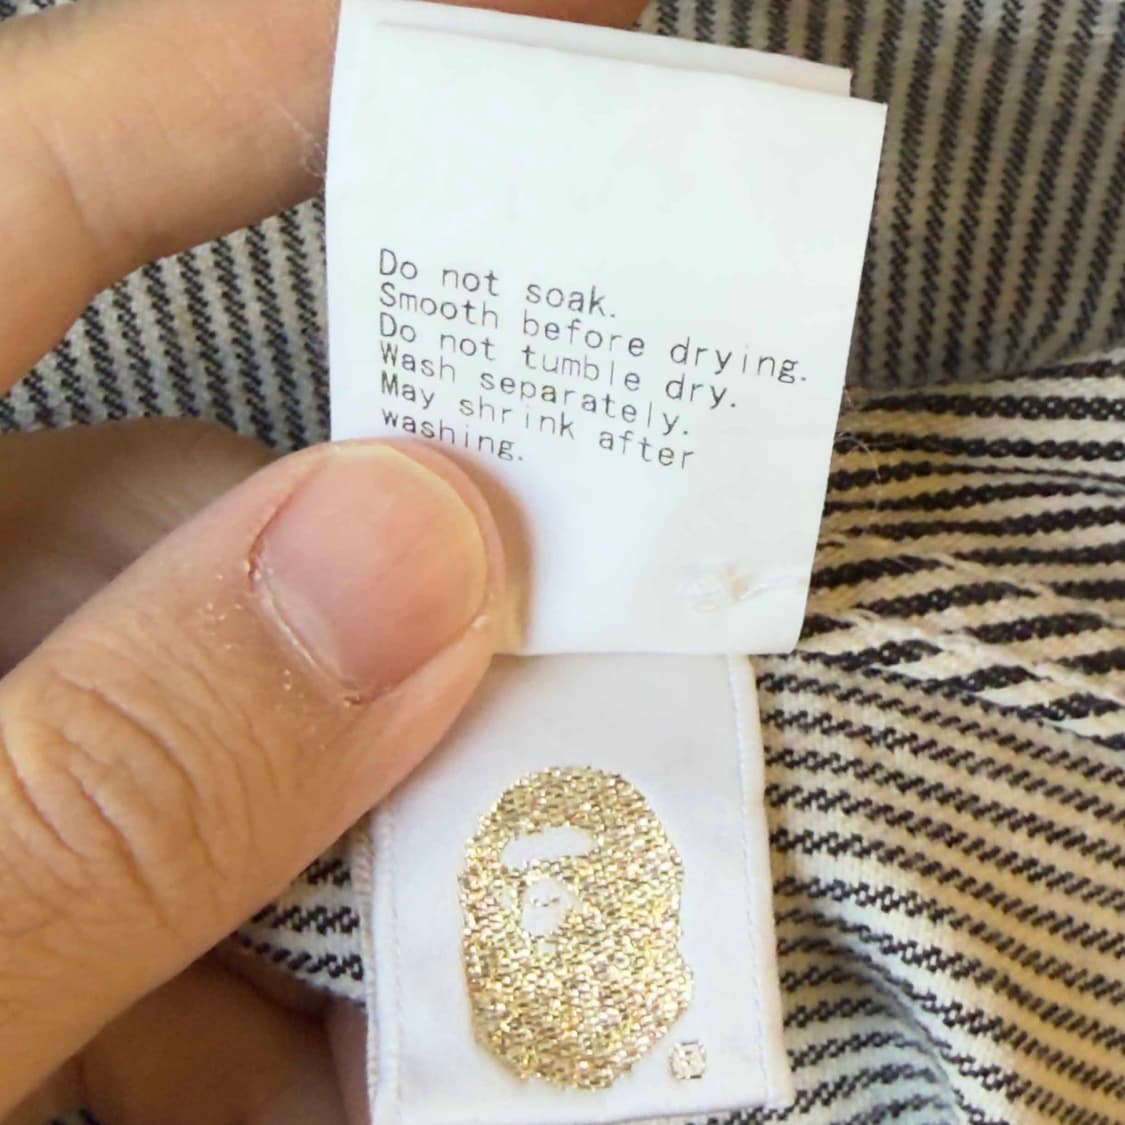 Do not soak.
Smooth before drying.
Do not tumble dry.
Wash separately.
May shrink after
washing.